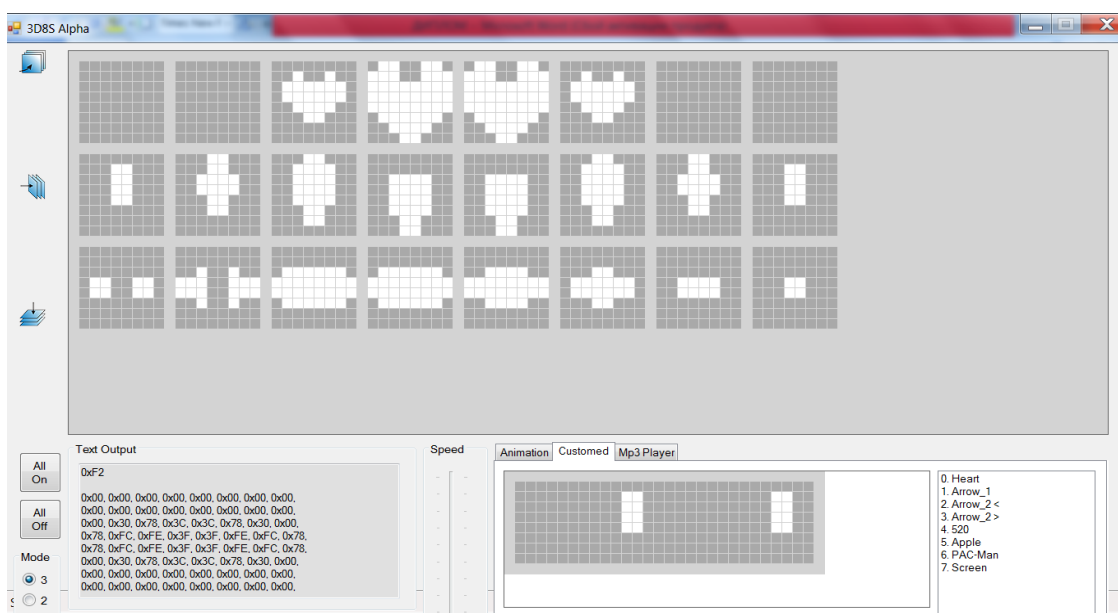 3D8S Alpha
Text Output
Speed
Animation
Customed
Mp3 Player
All
On
All
Off
Mode
3
2
0xF2
0x00, 0x00, 0x00, 0x00, 0x00, 0x00, 0x00, 0x00,
0x00, 0x00, 0x00, 0x00, 0x00, 0x00, 0x00, 0x00,
0x00, 0x30, 0x78, 0x3C, 0x3C, 0x78, 0x30, 0x00,
0x78, 0xFC, 0xFE, 0x3F, 0x3F, 0xFE, 0xFC, 0x78,
0x78, 0xFC, 0xFE, 0x3F, 0x3F, 0xFE, 0xFC, 0x78,
0x00, 0x30, 0x78, 0x3C, 0x3C, 0x78, 0x30, 0x00,
0x00, 0x00, 0x00, 0x00, 0x00, 0x00, 0x00, 0x00,
0x00, 0x00, 0x00, 0x00, 0x00, 0x00, 0x00, 0x00,
0. Heart
1. Arrow_1
2. Arrow_2 <
3. Arrow_2 >
4. 520
5. Apple
6. PAC-Man
7. Screen